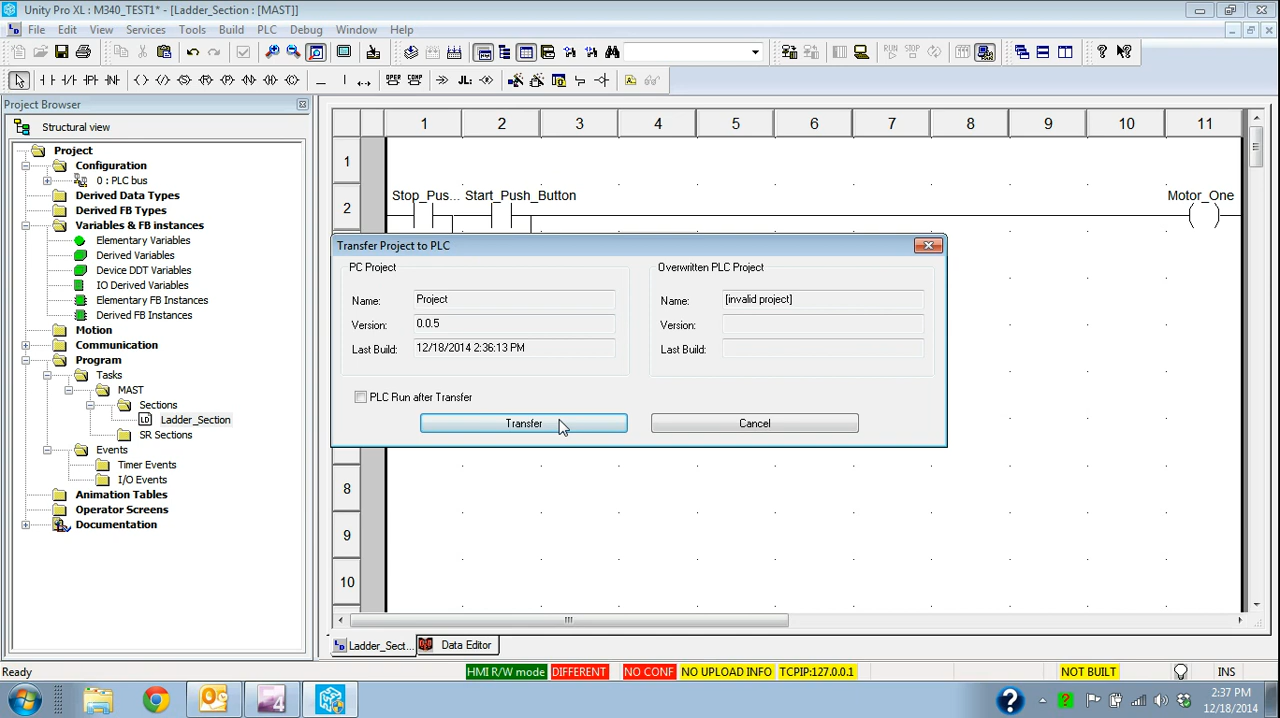 Unity Pro XL : M340_TEST1* - [Ladder_Section : [MAST]]
File Edit View Services Tools Build PLC Debug Window Help
Project Browser
Structural view
Project
Configuration
0 : PLC bus
Derived Data Types
Derived FB Types
Variables & FB instances
Elementary Variables
Derived Variables
Device DDT Variables
IO Derived Variables
Elementary FB Instances
Derived FB Instances
Motion
Communication
Program
Tasks
MAST
Sections
LD Ladder_Section
SR Sections
Events
Timer Events
I/O Events
Animation Tables
Operator Screens
Documentation
1 2 3 4 5 6 7 8 9 10 11
1
Stop_Pus... Start_Push_Button Motor_One
2
Transfer Project to PLC
PC Project
Name: Project
Version: 0.0.5
Last Build: 12/18/2014 2:36:13 PM
Overwritten PLC Project
Name: [invalid project]
Version:
Last Build:
PLC Run after Transfer
Transfer Cancel
8
9
10
Ladder_Sect... Data Editor
Ready HMI R/W mode DIFFERENT NO CONF NO UPLOAD INFO TCPIP:127.0.0.1 NOT BUILT INS
2:37 PM
12/18/2014